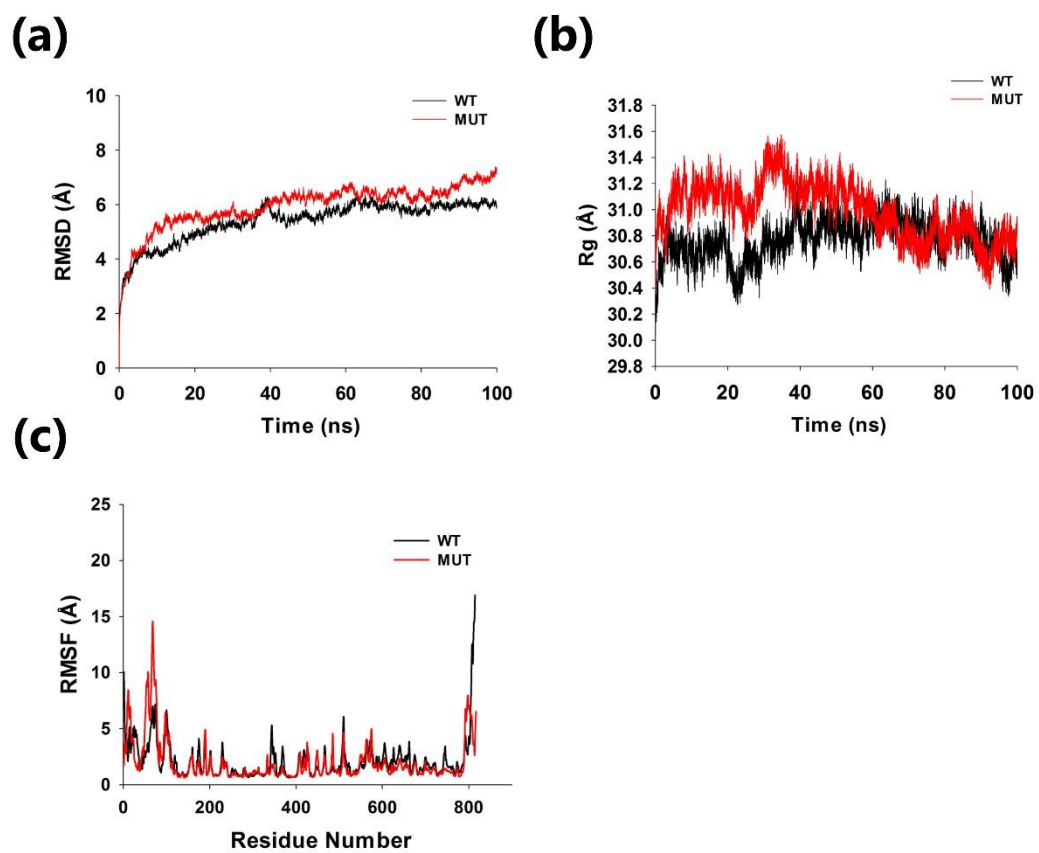 (a)
10
8
6
4
2
0
RMSD (Å)
WT
MUT
0 20 40 60 80 100
Time (ns)
(b)
31.8
31.6
31.4
31.2
31.0
30.8
30.6
30.4
30.2
30.0
29.8
Rg (Å)
WT
MUT
0 20 40 60 80 100
Time (ns)
(c)
25
20
15
10
5
0
RMSF (Å)
WT
MUT
0 200 400 600 800
Residue Number